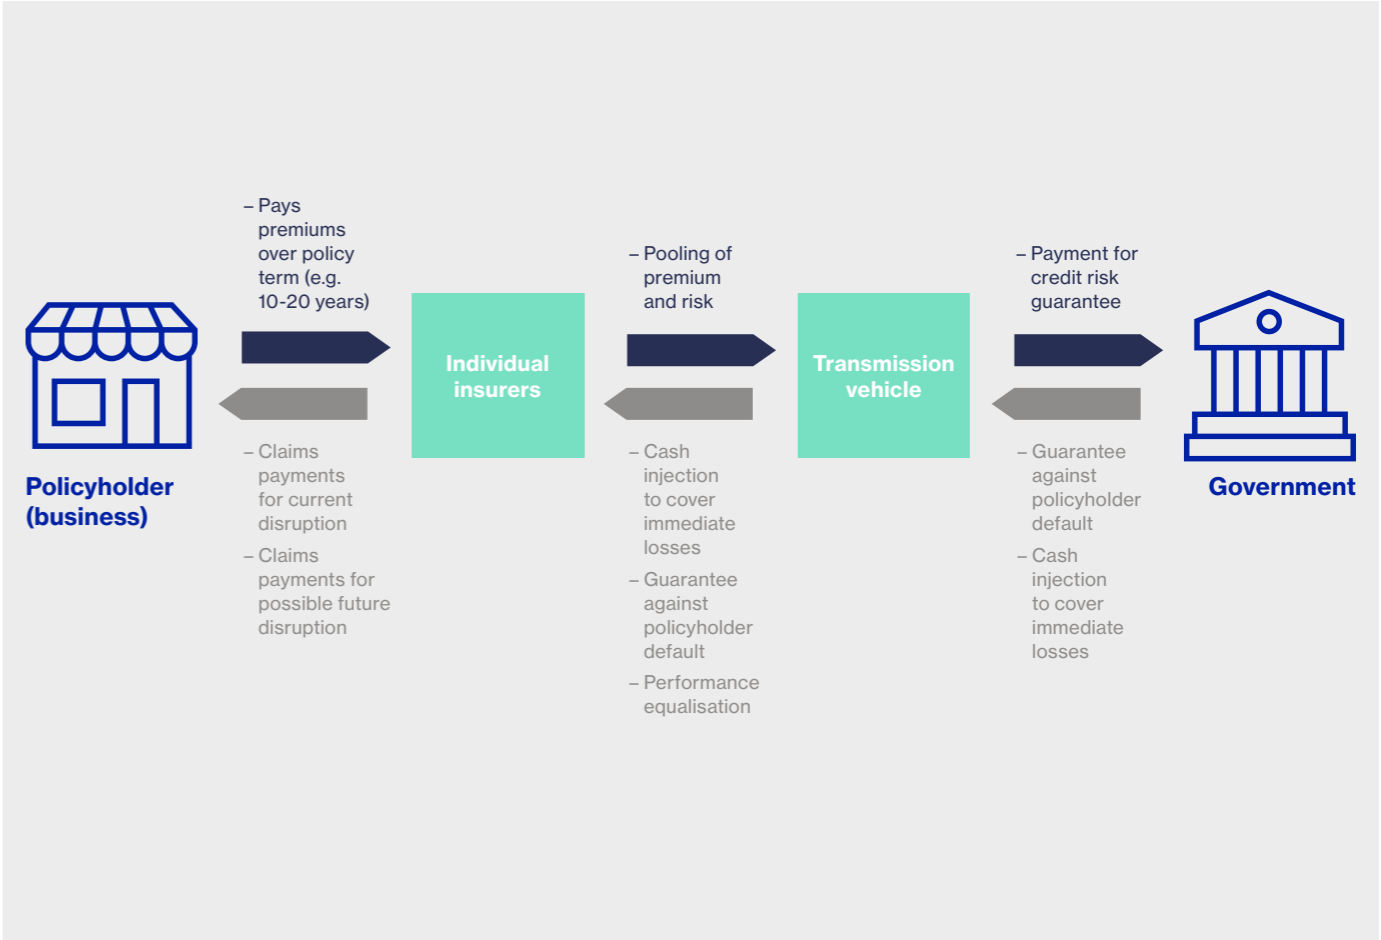 – Pays
premiums
over policy
term (e.g.
10-20 years)
– Pooling of
premium
and risk
– Payment for
credit risk
guarantee
Individual
insurers
Transmission
vehicle
Policyholder
(business)
– Claims
payments
for current
disruption
– Claims
payments for
possible future
disruption
– Cash
injection
to cover
immediate
losses
– Guarantee
against
policyholder
default
– Performance
equalisation
– Guarantee
against
policyholder
default
– Cash
injection
to cover
immediate
losses
Government